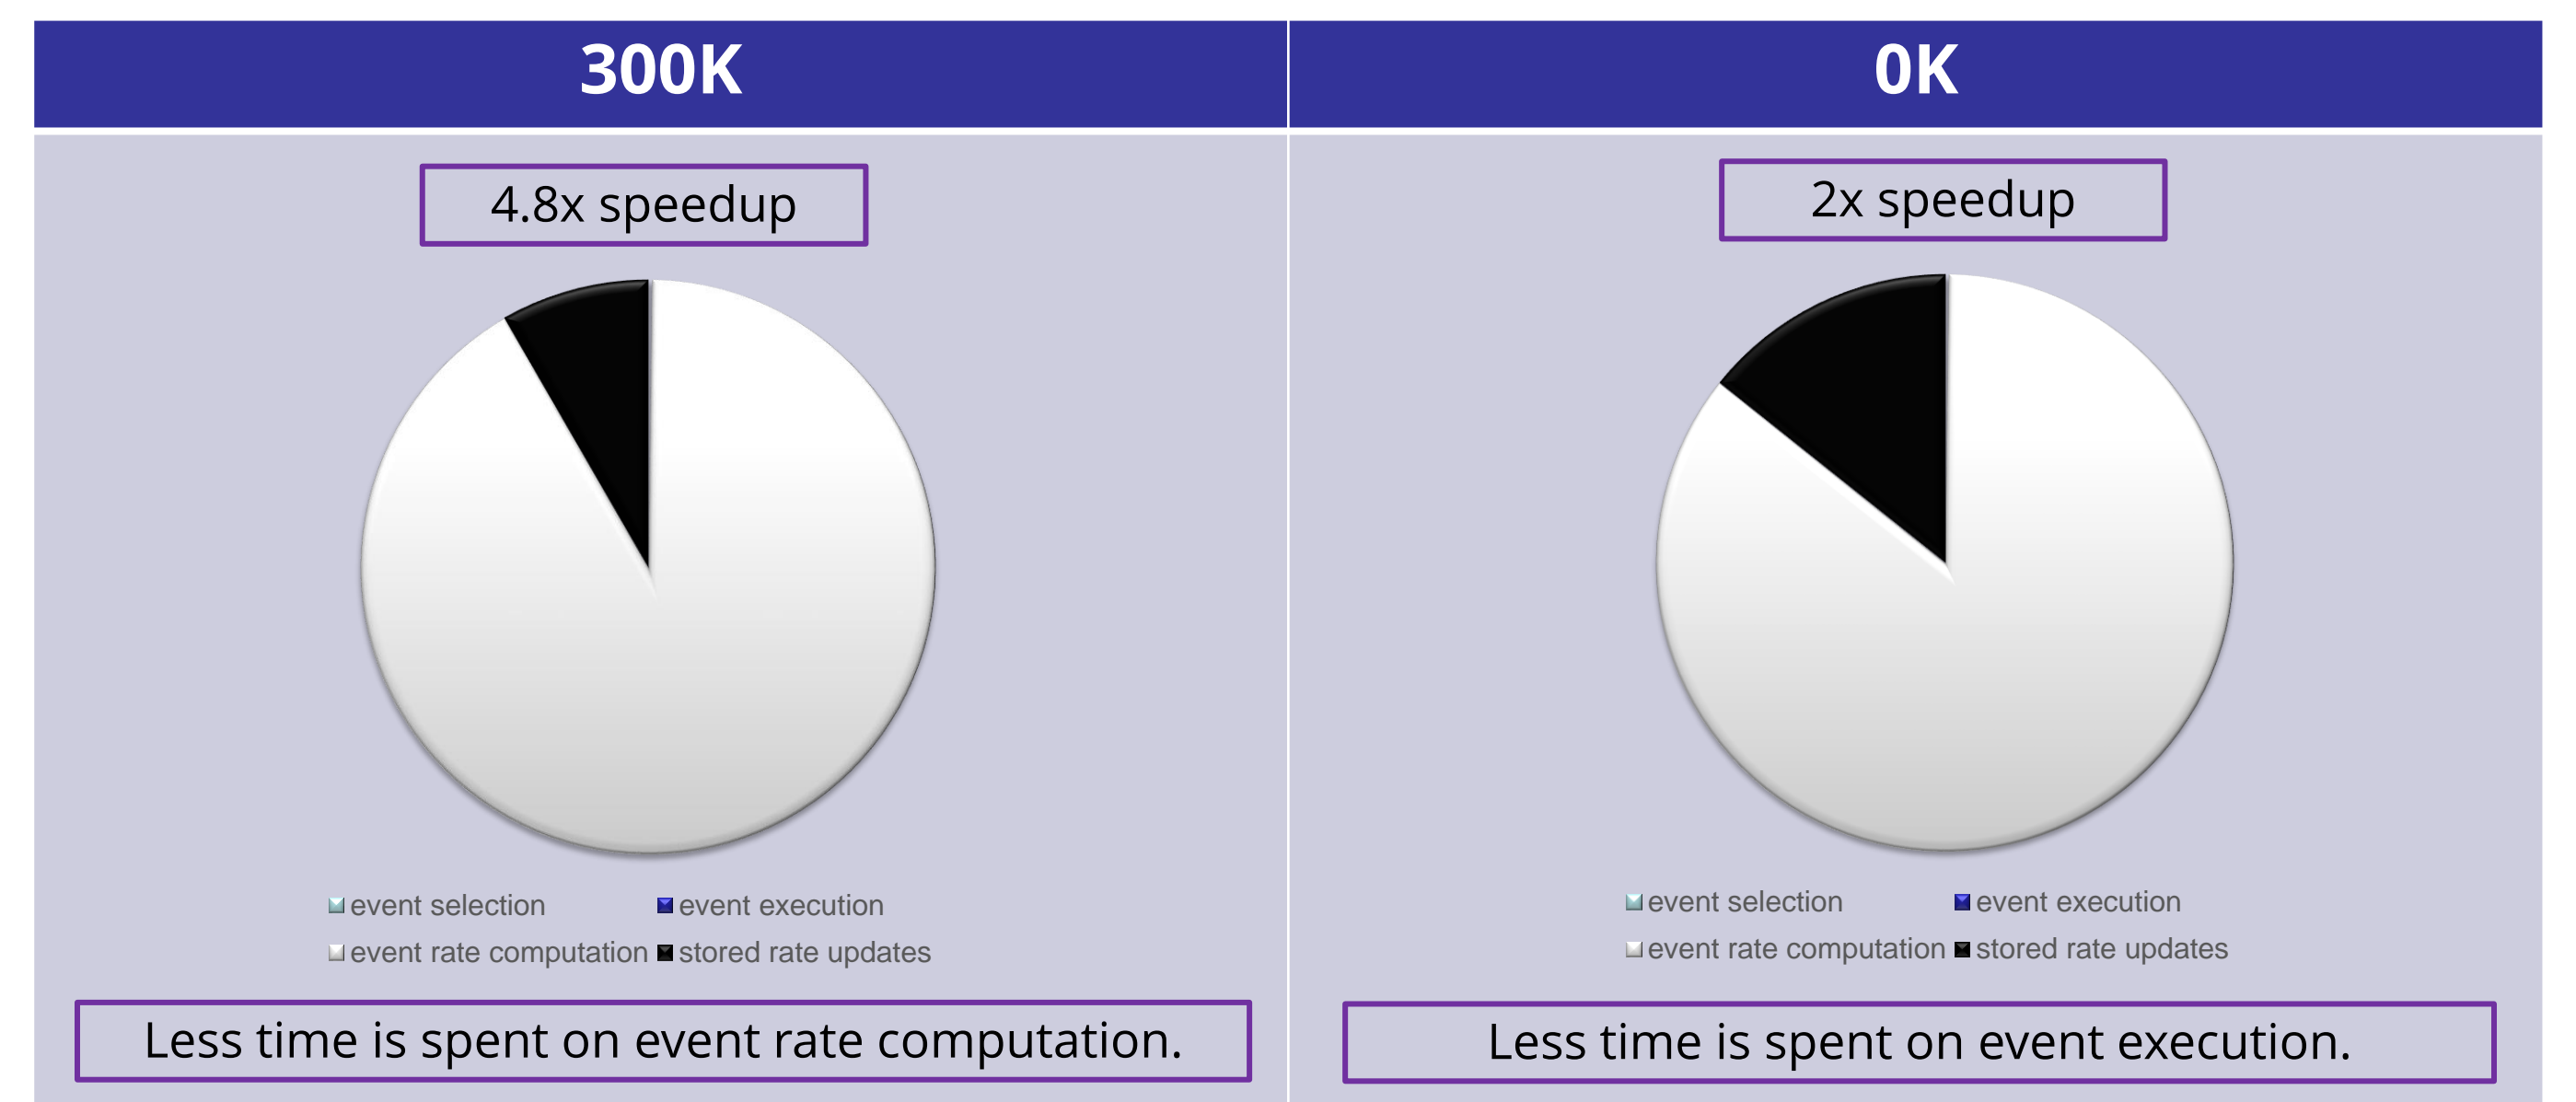 300K
0K
4.8x speedup
2x speedup
event selection
event execution
event rate computation
stored rate updates
event selection
event execution
event rate computation
stored rate updates
Less time is spent on event rate computation.
Less time is spent on event execution.